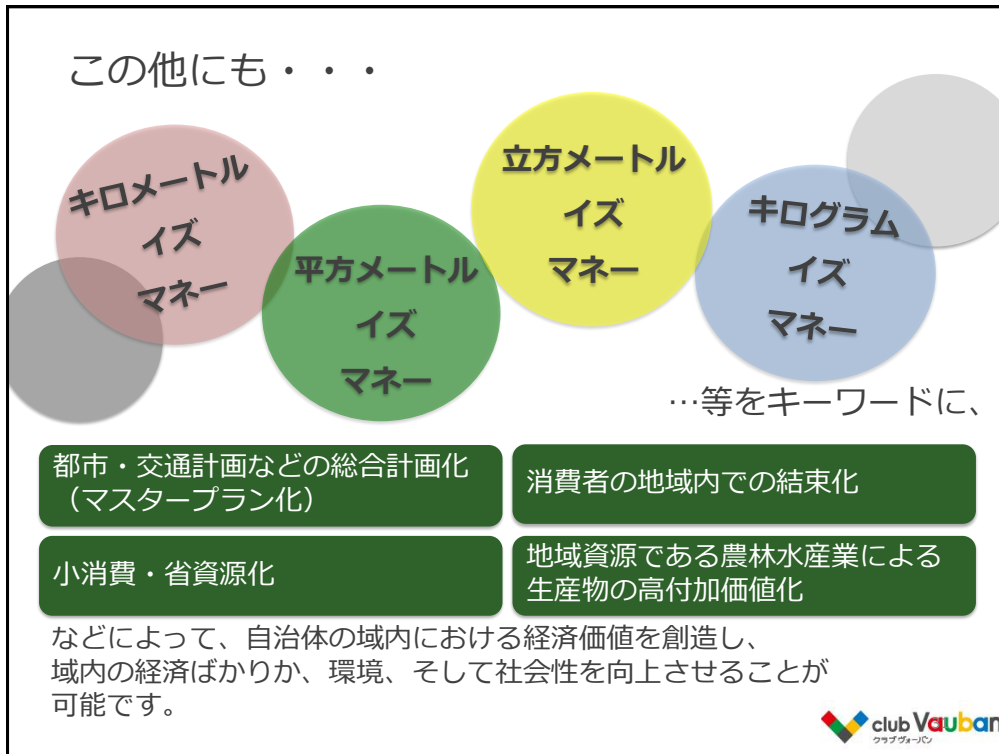 この他にも・・・
キロメートル
イズ
マネー
平方メートル
イズ
マネー
立方メートル
イズ
マネー
キログラム
イズ
マネー
…等をキーワードに、
都市・交通計画などの総合計画化
（マスタープラン化）
消費者の地域内での結束化
小消費・省資源化
地域資源である農林水産業による
生産物の高付加価値化
などによって、自治体の域内における経済価値を創造し、
域内の経済ばかりか、環境、そして社会性を向上させることが
可能です。
club Vauban
クラブヴォーバン